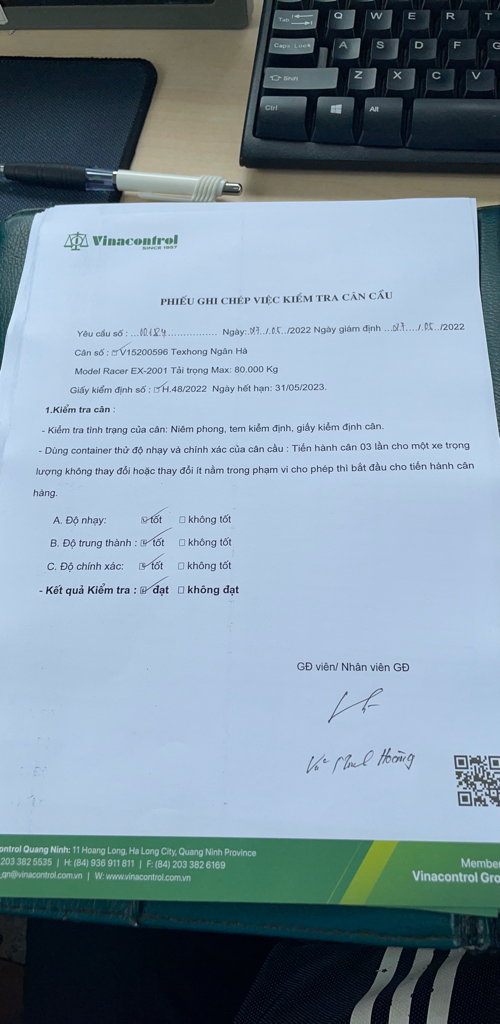 Tab
Q W E R T
Caps Lock A S D F G
Shift Z X C V
Ctrl Alt
Vinacontrol
SINCE 1957
PHIẾU GHI CHÉP VIỆC KIỂM TRA CÂN CẨU
Yêu cầu số : ...10184................ Ngày:.07../.05../2022 Ngày giám định ...07..../.05../2022
Cân số : V15200596 Texhong Ngân Hà
Model Racer EX-2001 Tải trọng Max: 80.000 Kg
Giấy kiểm định số : H.48/2022 Ngày hết hạn: 31/05/2023.
1.Kiểm tra cân :
- Kiểm tra tình trạng của cân: Niêm phong, tem kiểm định, giấy kiểm định cân.
- Dùng container thử độ nhạy và chính xác của cân cầu : Tiến hành cân 03 lần cho một xe trọng
lượng không thay đổi hoặc thay đổi ít nằm trong phạm vi cho phép thì bắt đầu cho tiến hành cân
hàng.
A. Độ nhạy: ☑ tốt ☐ không tốt
B. Độ trung thành : ☑ tốt ☐ không tốt
C. Độ chính xác: ☑ tốt ☐ không tốt
- Kết quả Kiểm tra : ☑ đạt ☐ không đạt
GĐ viên/ Nhân viên GĐ
Hoàng
ontrol Quang Ninh: 11 Hoang Long, Ha Long City, Quang Ninh Province
203 382 5535 | H: (84) 936 911 811 | F: (84) 203 382 6169
.qn@vinacontrol.com.vn | W: www.vinacontrol.com.vn
Member
Vinacontrol Gro